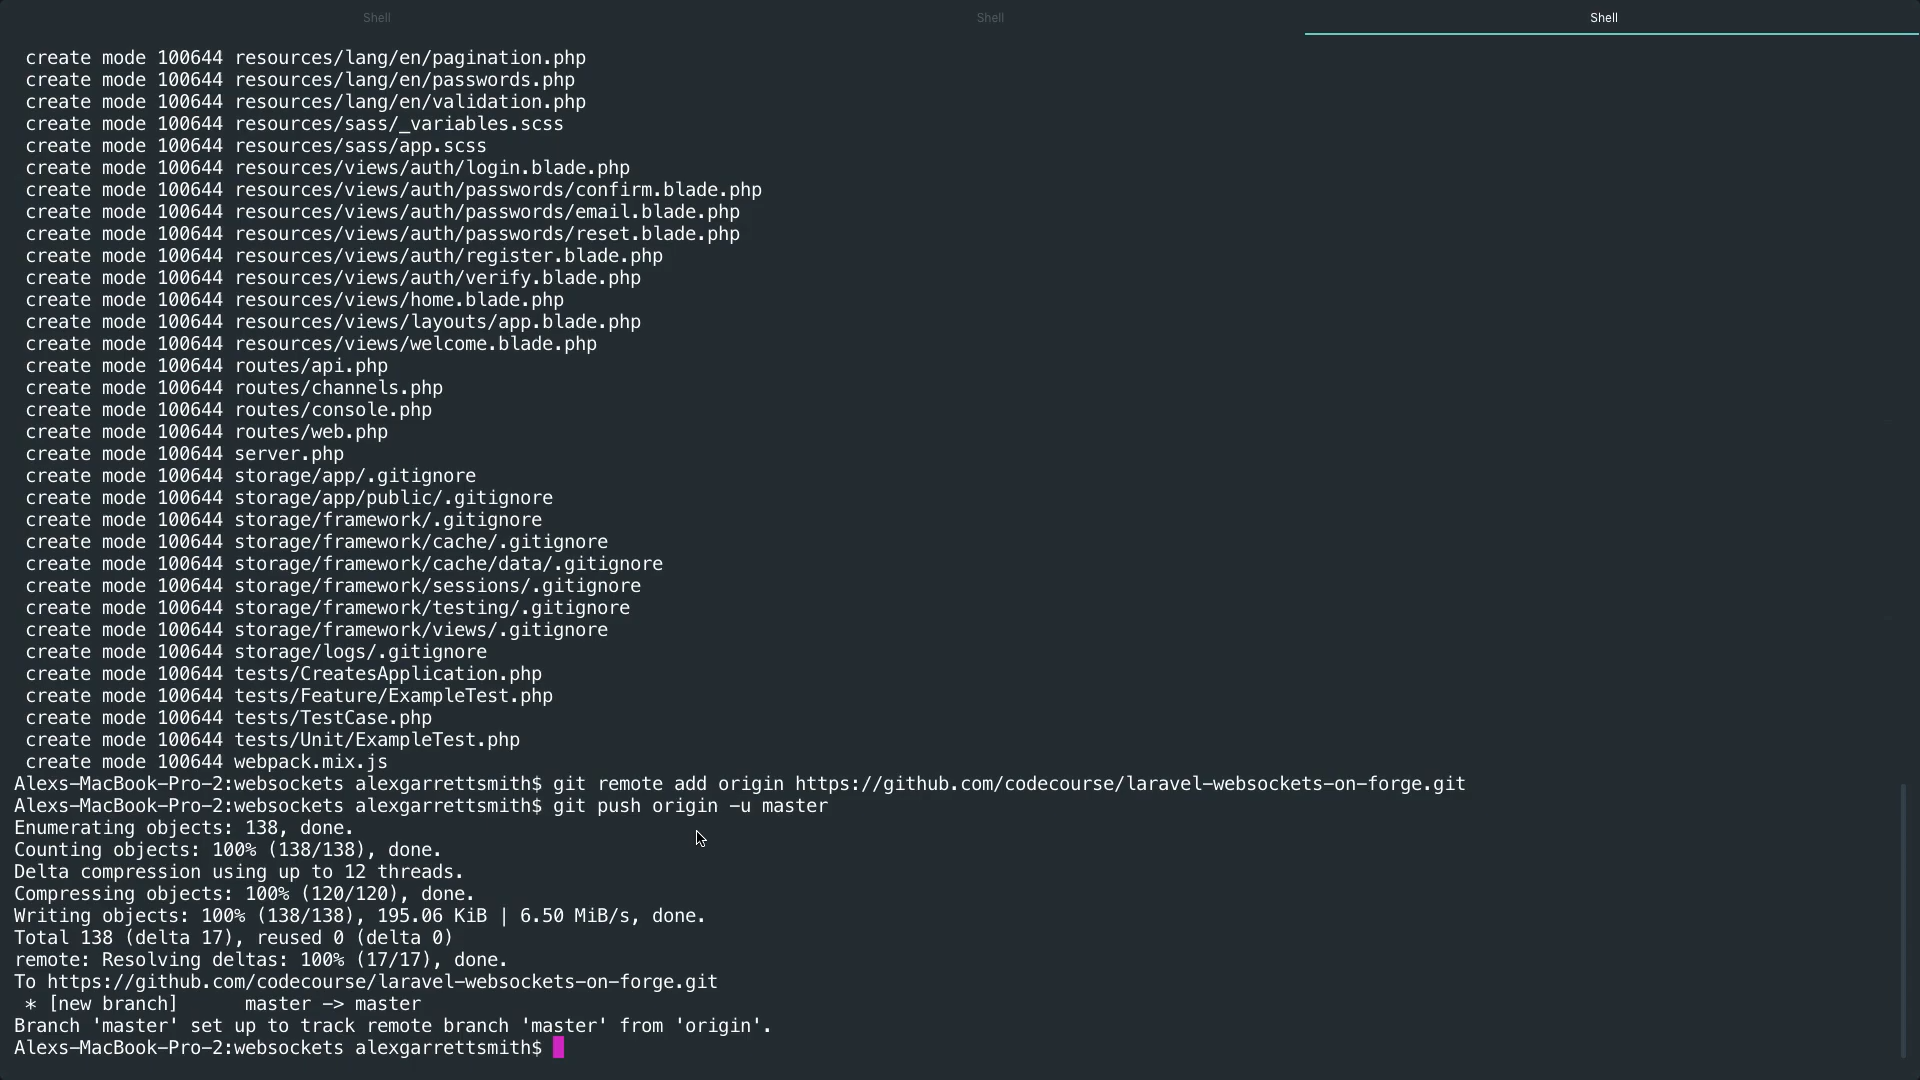 Shell Shell Shell
create mode 100644 resources/lang/en/pagination.php
create mode 100644 resources/lang/en/passwords.php
create mode 100644 resources/lang/en/validation.php
create mode 100644 resources/sass/_variables.scss
create mode 100644 resources/sass/app.scss
create mode 100644 resources/views/auth/login.blade.php
create mode 100644 resources/views/auth/passwords/confirm.blade.php
create mode 100644 resources/views/auth/passwords/email.blade.php
create mode 100644 resources/views/auth/passwords/reset.blade.php
create mode 100644 resources/views/auth/register.blade.php
create mode 100644 resources/views/auth/verify.blade.php
create mode 100644 resources/views/home.blade.php
create mode 100644 resources/views/layouts/app.blade.php
create mode 100644 resources/views/welcome.blade.php
create mode 100644 routes/api.php
create mode 100644 routes/channels.php
create mode 100644 routes/console.php
create mode 100644 routes/web.php
create mode 100644 server.php
create mode 100644 storage/app/.gitignore
create mode 100644 storage/app/public/.gitignore
create mode 100644 storage/framework/.gitignore
create mode 100644 storage/framework/cache/.gitignore
create mode 100644 storage/framework/cache/data/.gitignore
create mode 100644 storage/framework/sessions/.gitignore
create mode 100644 storage/framework/testing/.gitignore
create mode 100644 storage/framework/views/.gitignore
create mode 100644 storage/logs/.gitignore
create mode 100644 tests/CreatesApplication.php
create mode 100644 tests/Feature/ExampleTest.php
create mode 100644 tests/TestCase.php
create mode 100644 tests/Unit/ExampleTest.php
create mode 100644 webpack.mix.js
Alexs-MacBook-Pro-2:websockets alexgarrettsmith$ git remote add origin https://github.com/codecourse/laravel-websockets-on-forge.git
Alexs-MacBook-Pro-2:websockets alexgarrettsmith$ git push origin -u master
Enumerating objects: 138, done.
Counting objects: 100% (138/138), done.
Delta compression using up to 12 threads.
Compressing objects: 100% (120/120), done.
Writing objects: 100% (138/138), 195.06 KiB | 6.50 MiB/s, done.
Total 138 (delta 17), reused 0 (delta 0)
remote: Resolving deltas: 100% (17/17), done.
To https://github.com/codecourse/laravel-websockets-on-forge.git
* [new branch]      master -> master
Branch 'master' set up to track remote branch 'master' from 'origin'.
Alexs-MacBook-Pro-2:websockets alexgarrettsmith$